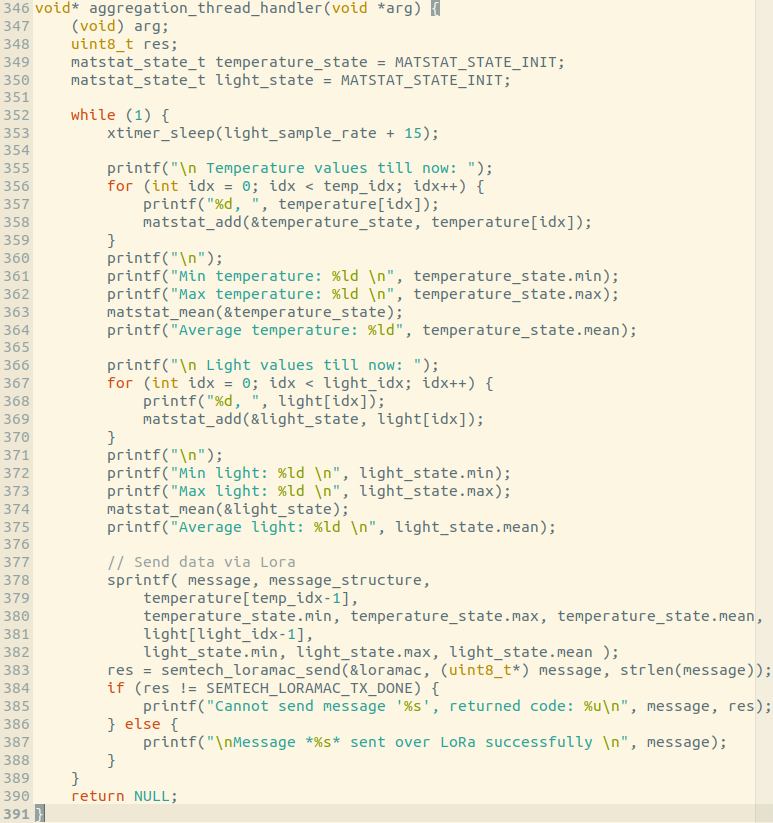 346 void* aggregation_thread_handler(void *arg) {
347     (void) arg;
348     uint8_t res;
349     matstat_state_t temperature_state = MATSTAT_STATE_INIT;
350     matstat_state_t light_state = MATSTAT_STATE_INIT;
351
352     while (1) {
353         xtimer_sleep(light_sample_rate + 15);
354
355         printf("\n Temperature values till now: ");
356         for (int idx = 0; idx < temp_idx; idx++) {
357             printf("%d, ", temperature[idx]);
358             matstat_add(&temperature_state, temperature[idx]);
359         }
360         printf("\n");
361         printf("Min temperature: %ld \n", temperature_state.min);
362         printf("Max temperature: %ld \n", temperature_state.max);
363         matstat_mean(&temperature_state);
364         printf("Average temperature: %ld", temperature_state.mean);
365
366         printf("\n Light values till now: ");
367         for (int idx = 0; idx < light_idx; idx++) {
368             printf("%d, ", light[idx]);
369             matstat_add(&light_state, light[idx]);
370         }
371         printf("\n");
372         printf("Min light: %ld \n", light_state.min);
373         printf("Max light: %ld \n", light_state.max);
374         matstat_mean(&light_state);
375         printf("Average light: %ld \n", light_state.mean);
376
377         // Send data via Lora
378         sprintf( message, message_structure,
379             temperature[temp_idx-1],
380             temperature_state.min, temperature_state.max, temperature_state.mean,
381             light[light_idx-1],
382             light_state.min, light_state.max, light_state.mean );
383         res = semtech_loramac_send(&loramac, (uint8_t*) message, strlen(message));
384         if (res != SEMTECH_LORAMAC_TX_DONE) {
385             printf("Cannot send message '%s', returned code: %u\n", message, res);
386         } else {
387             printf("\nMessage *%s* sent over LoRa successfully \n", message);
388         }
389     }
390     return NULL;
391 }